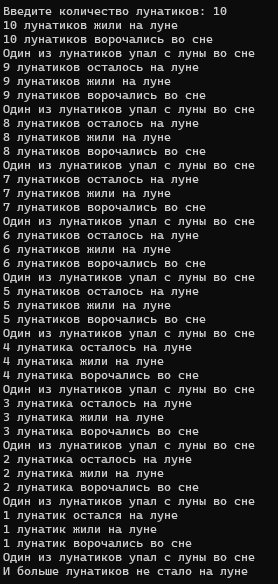 Введите количество лунатиков: 10
10 лунатиков жили на луне
10 лунатиков ворочались во сне
Один из лунатиков упал с луны во сне
9 лунатиков осталось на луне
9 лунатиков жили на луне
9 лунатиков ворочались во сне
Один из лунатиков упал с луны во сне
8 лунатиков осталось на луне
8 лунатиков жили на луне
8 лунатиков ворочались во сне
Один из лунатиков упал с луны во сне
7 лунатиков осталось на луне
7 лунатиков жили на луне
7 лунатиков ворочались во сне
Один из лунатиков упал с луны во сне
6 лунатиков осталось на луне
6 лунатиков жили на луне
6 лунатиков ворочались во сне
Один из лунатиков упал с луны во сне
5 лунатиков осталось на луне
5 лунатиков жили на луне
5 лунатиков ворочались во сне
Один из лунатиков упал с луны во сне
4 лунатика осталось на луне
4 лунатика жили на луне
4 лунатика ворочались во сне
Один из лунатиков упал с луны во сне
3 лунатика осталось на луне
3 лунатика жили на луне
3 лунатика ворочались во сне
Один из лунатиков упал с луны во сне
2 лунатика осталось на луне
2 лунатика жили на луне
2 лунатика ворочались во сне
Один из лунатиков упал с луны во сне
1 лунатик остался на луне
1 лунатик жили на луне
1 лунатик ворочались во сне
Один из лунатиков упал с луны во сне
И больше лунатиков не стало на луне